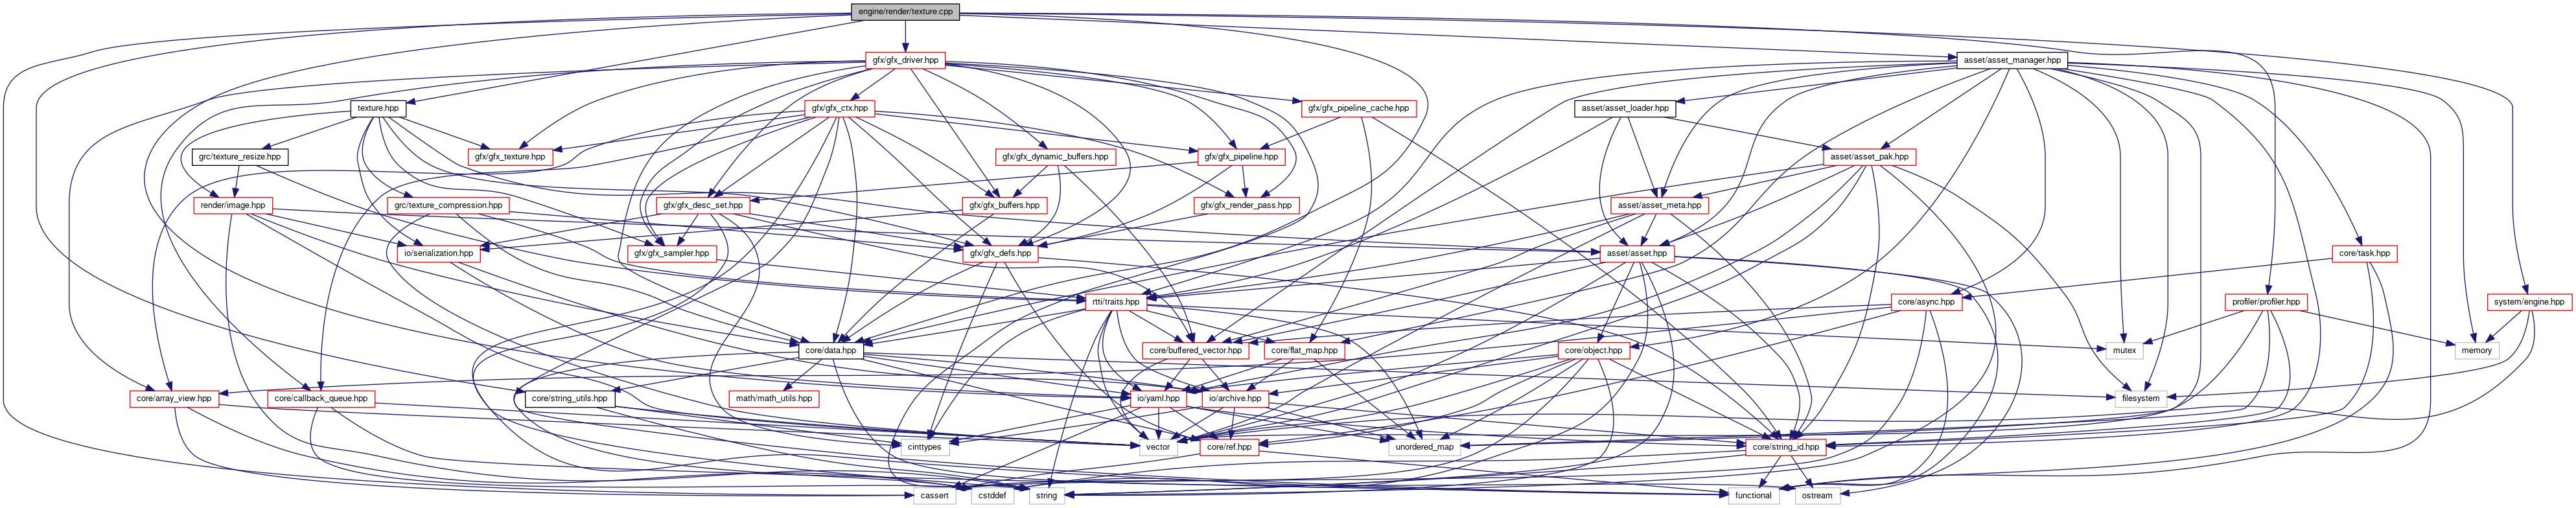 engine/render/texture.cpp
gfx/gfx_driver.hpp
asset/asset_manager.hpp
texture.hpp
gfx/gfx_ctx.hpp
gfx/gfx_pipeline_cache.hpp
asset/asset_loader.hpp
grc/texture_resize.hpp
gfx/gfx_texture.hpp
gfx/gfx_dynamic_buffers.hpp
gfx/gfx_pipeline.hpp
asset/asset_pak.hpp
render/image.hpp
grc/texture_compression.hpp
gfx/gfx_desc_set.hpp
gfx/gfx_buffers.hpp
gfx/gfx_render_pass.hpp
asset/asset_meta.hpp
io/serialization.hpp
gfx/gfx_sampler.hpp
gfx/gfx_defs.hpp
asset/asset.hpp
core/task.hpp
rtti/traits.hpp
core/async.hpp
profiler/profiler.hpp
system/engine.hpp
core/data.hpp
core/buffered_vector.hpp
core/flat_map.hpp
core/object.hpp
mutex
memory
core/array_view.hpp
core/callback_queue.hpp
core/string_utils.hpp
math/math_utils.hpp
io/yaml.hpp
io/archive.hpp
filesystem
cinttypes
vector
core/ref.hpp
unordered_map
core/string_id.hpp
cassert
cstddef
string
functional
ostream